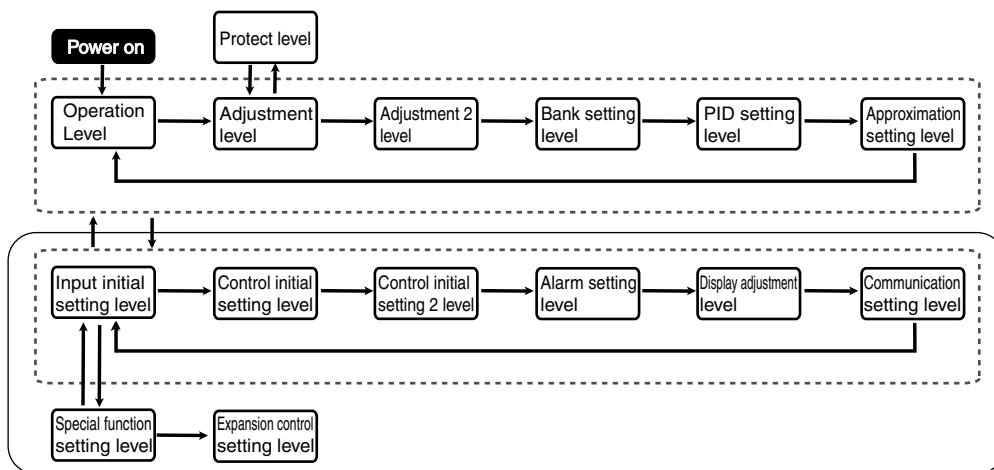 Power on
Protect level
Operation
Level
Adjustment
level
Adjustment 2
level
Bank setting
level
PID setting
level
Approximation
setting level
Input initial
setting level
Control initial
setting level
Control initial
setting 2 level
Alarm setting
level
Display adjustment
level
Communication
setting level
Special function
setting level
Expansion control
setting level